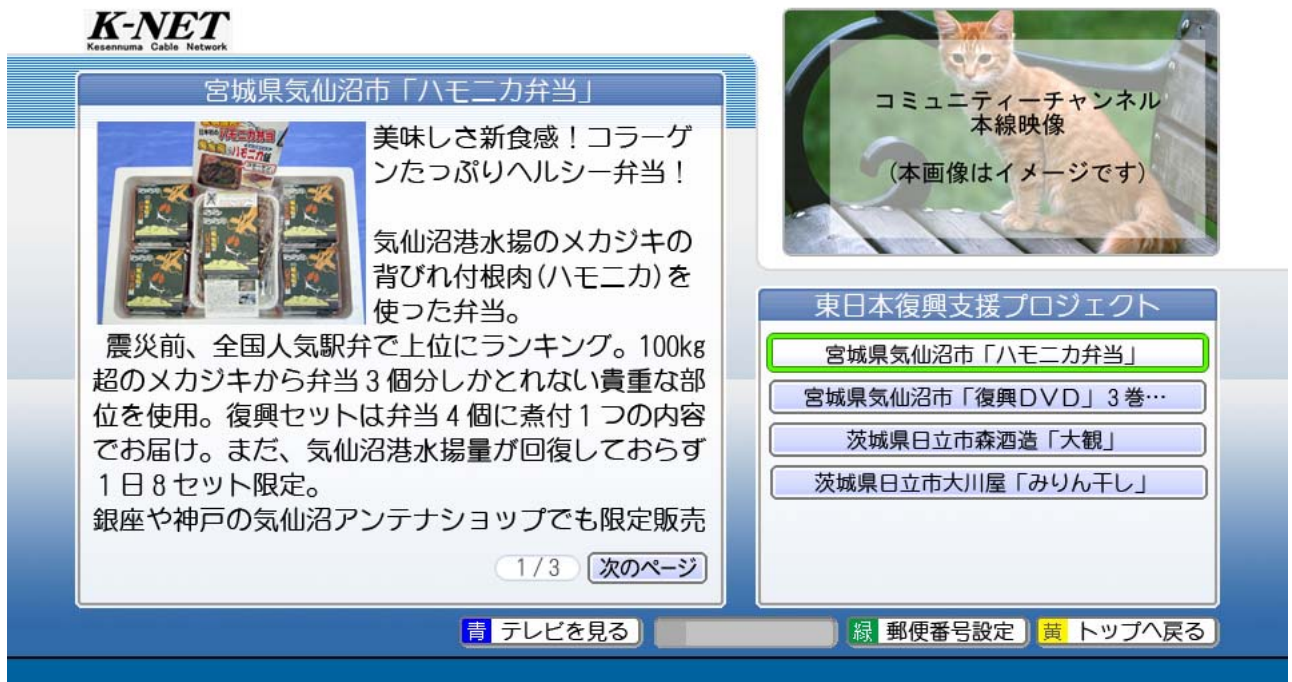 K-NET
Kesennuma Cable Network
宮城県気仙沼市「ハモニカ弁当」
美味しさ新食感！コラーゲ
ンたっぷりヘルシー弁当！
気仙沼港水揚のメカジキの
背びれ付根肉(ハモニカ)を
使った弁当。
震災前、全国人気駅弁で上位にランキング。100kg
超のメカジキから弁当3個分しかとれない貴重な部
位を使用。復興セットは弁当4個に煮付1つの内容
でお届け。まだ、気仙沼港水揚量が回復しておらず
1日8セット限定。
銀座や神戸の気仙沼アンテナショップでも限定販売
1/3 次のページ
コミュニティーチャンネル
本線映像
(本画像はイメージです)
東日本復興支援プロジェクト
宮城県気仙沼市「ハモニカ弁当」
宮城県気仙沼市「復興ＤＶＤ」3巻…
茨城県日立市森酒造「大観」
茨城県日立市大川屋「みりん干し」
青 テレビを見る 緑 郵便番号設定 黄 トップへ戻る